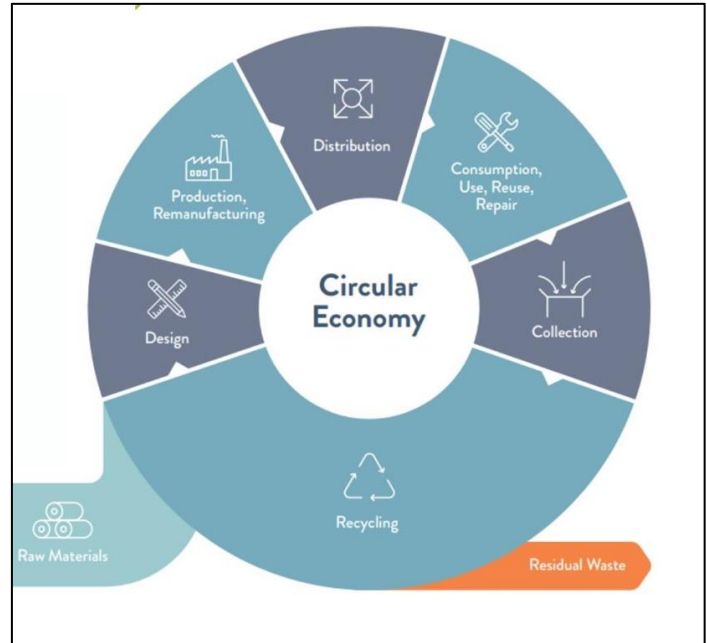 Distribution
Consumption,
Use, Reuse,
Repair
Production,
Remanufacturing
Circular
Economy
Design
Collection
Recycling
Raw Materials
Residual Waste